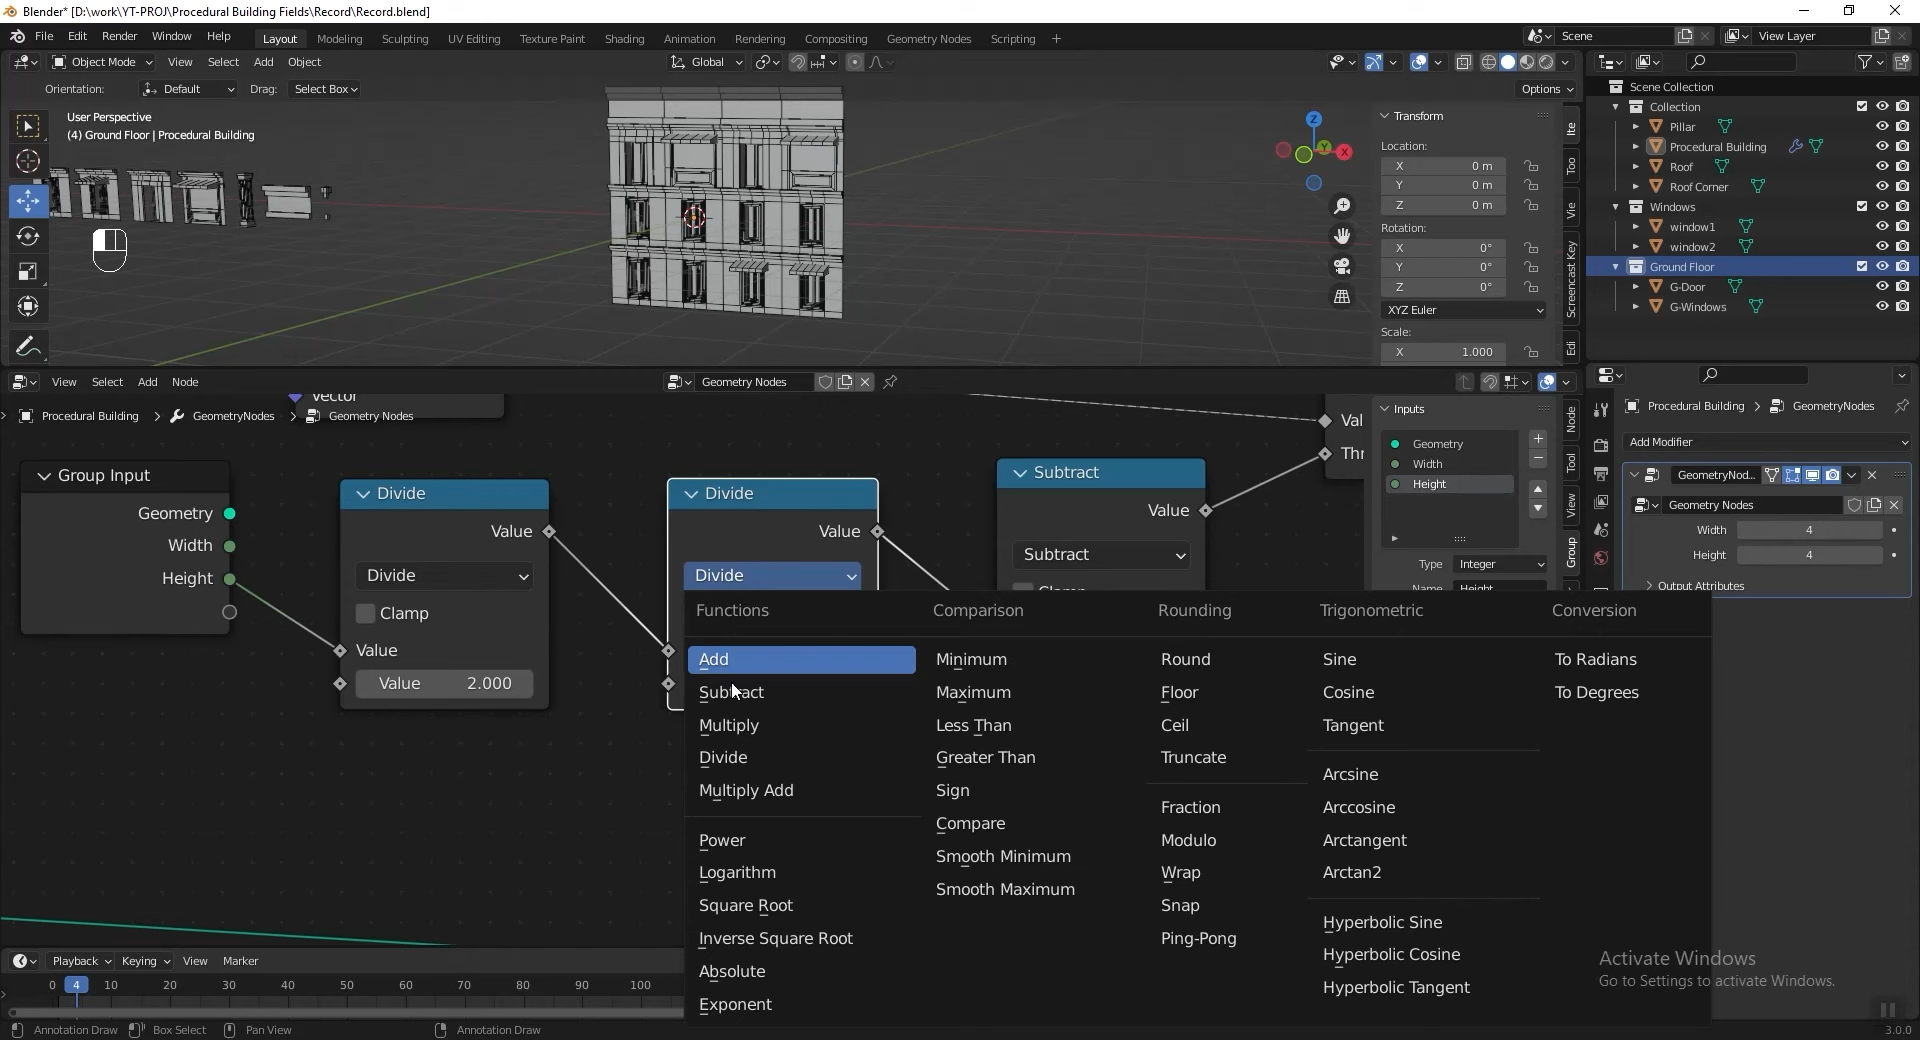 Blender* [D:\work\YT-PROJ\Procedural Building Fields\Record\Record.blend]
File Edit Render Window Help
Layout Modeling Sculpting UV Editing Texture Paint Shading Animation Rendering Compositing Geometry Nodes Scripting
Scene
View Layer
Object Mode View Select Add Object
Global
Orientation: Default Drag: Select Box
Options
User Perspective
(4) Ground Floor | Procedural Building
Z
Y
X
Transform
Location:
X 0 m
Y 0 m
Z 0 m
Rotation:
X 0°
Y 0°
Z 0°
XYZ Euler
Scale:
X 1.000
Ite
Too
Vie
Screencast Key
Edi
Scene Collection
Collection
Pillar
Procedural Building
Roof
Roof Corner
Windows
window1
window2
Ground Floor
G-Door
G-Windows
View Select Add Node
Geometry Nodes
Vector
Procedural Building > GeometryNodes > Geometry Nodes
Group Input
Geometry
Width
Height
Divide
Value
Divide
Clamp
Value
Value 2.000
Divide
Value
Divide
Subtract
Value
Subtract
Val
Thr
Inputs
Geometry
Width
Height
Type Integer
Height
Node
Tool
View
Group
Procedural Building > GeometryNodes
Add Modifier
GeometryNod...
Geometry Nodes
Width 4
Height 4
Output Attributes
Functions
Add
Subtract
Multiply
Divide
Multiply Add
Power
Logarithm
Square Root
Inverse Square Root
Absolute
Exponent
Comparison
Minimum
Maximum
Less Than
Greater Than
Sign
Compare
Smooth Minimum
Smooth Maximum
Rounding
Round
Floor
Ceil
Truncate
Fraction
Modulo
Wrap
Snap
Ping-Pong
Trigonometric
Sine
Cosine
Tangent
Arcsine
Arccosine
Arctangent
Arctan2
Hyperbolic Sine
Hyperbolic Cosine
Hyperbolic Tangent
Conversion
To Radians
To Degrees
Playback Keying View Marker
0 4 10 20 30 40 50 60 70 80 90 100
Activate Windows
Go to Settings to activate Windows.
Annotation Draw Box Select Pan View Annotation Draw
3.0.0